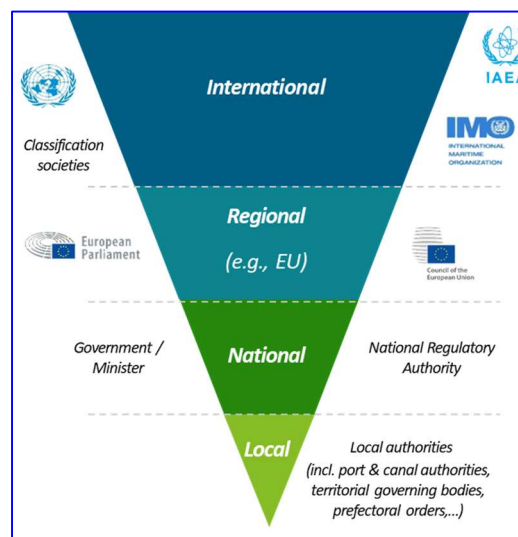 International
IAEA
Classification
societies
IMO
INTERNATIONAL
MARITIME
ORGANIZATION
Regional
(e.g., EU)
European
Parliament
Council of the
European Union
Government /
Minister
National
National Regulatory
Authority
Local
Local authorities
(incl. port & canal authorities,
territorial governing bodies,
prefectoral orders,...)